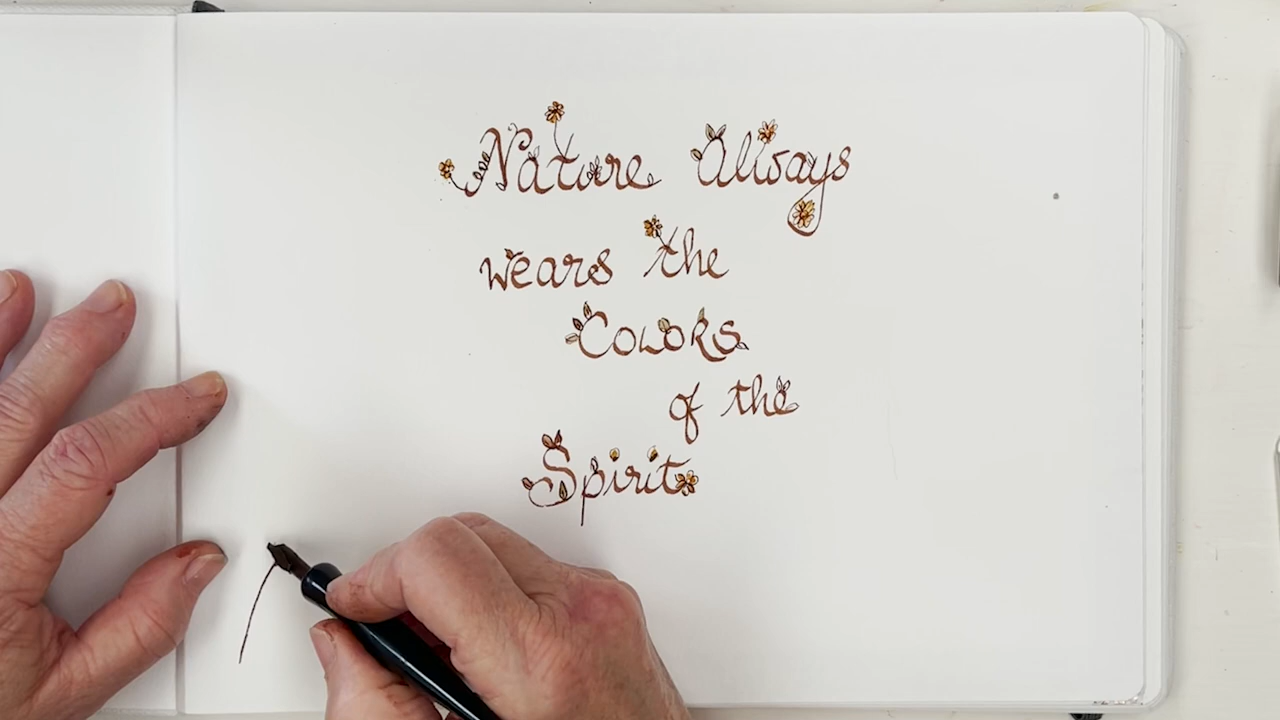 Nature Always
wears the
Colors
of the
Spirit